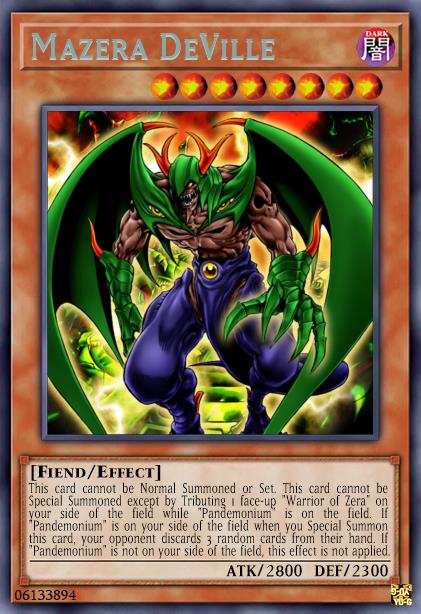 Mazera DeVille
DARK
闇
[Fiend/Effect]
This card cannot be Normal Summoned or Set. This card cannot be
Special Summoned except by Tributing 1 face-up "Warrior of Zera" on
your side of the field while "Pandemonium" is on the field. If
"Pandemonium" is on your side of the field when you Special Summon
this card, your opponent discards 3 random cards from their hand. If
"Pandemonium" is not on your side of the field, this effect is not applied.
ATK/2800 DEF/2300
06133894